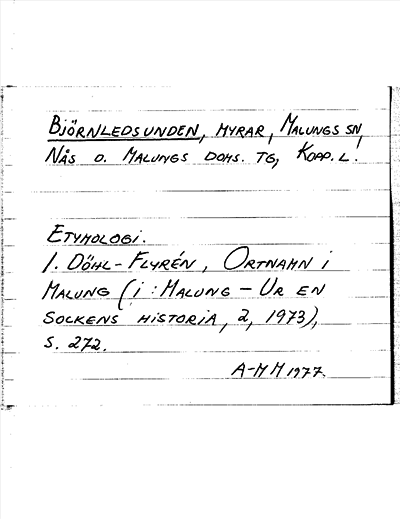 Björnledsunden, myrar, Malungs sn,
Nås o. Malungs doms. tg, Kopp. l.
Etymologi.
I. Döhl-Flyrén, Ortnamn i
Malung (i: Malung – Ur en
sockens historia, 2, 1973),
s. 272.
A-M M 1977.